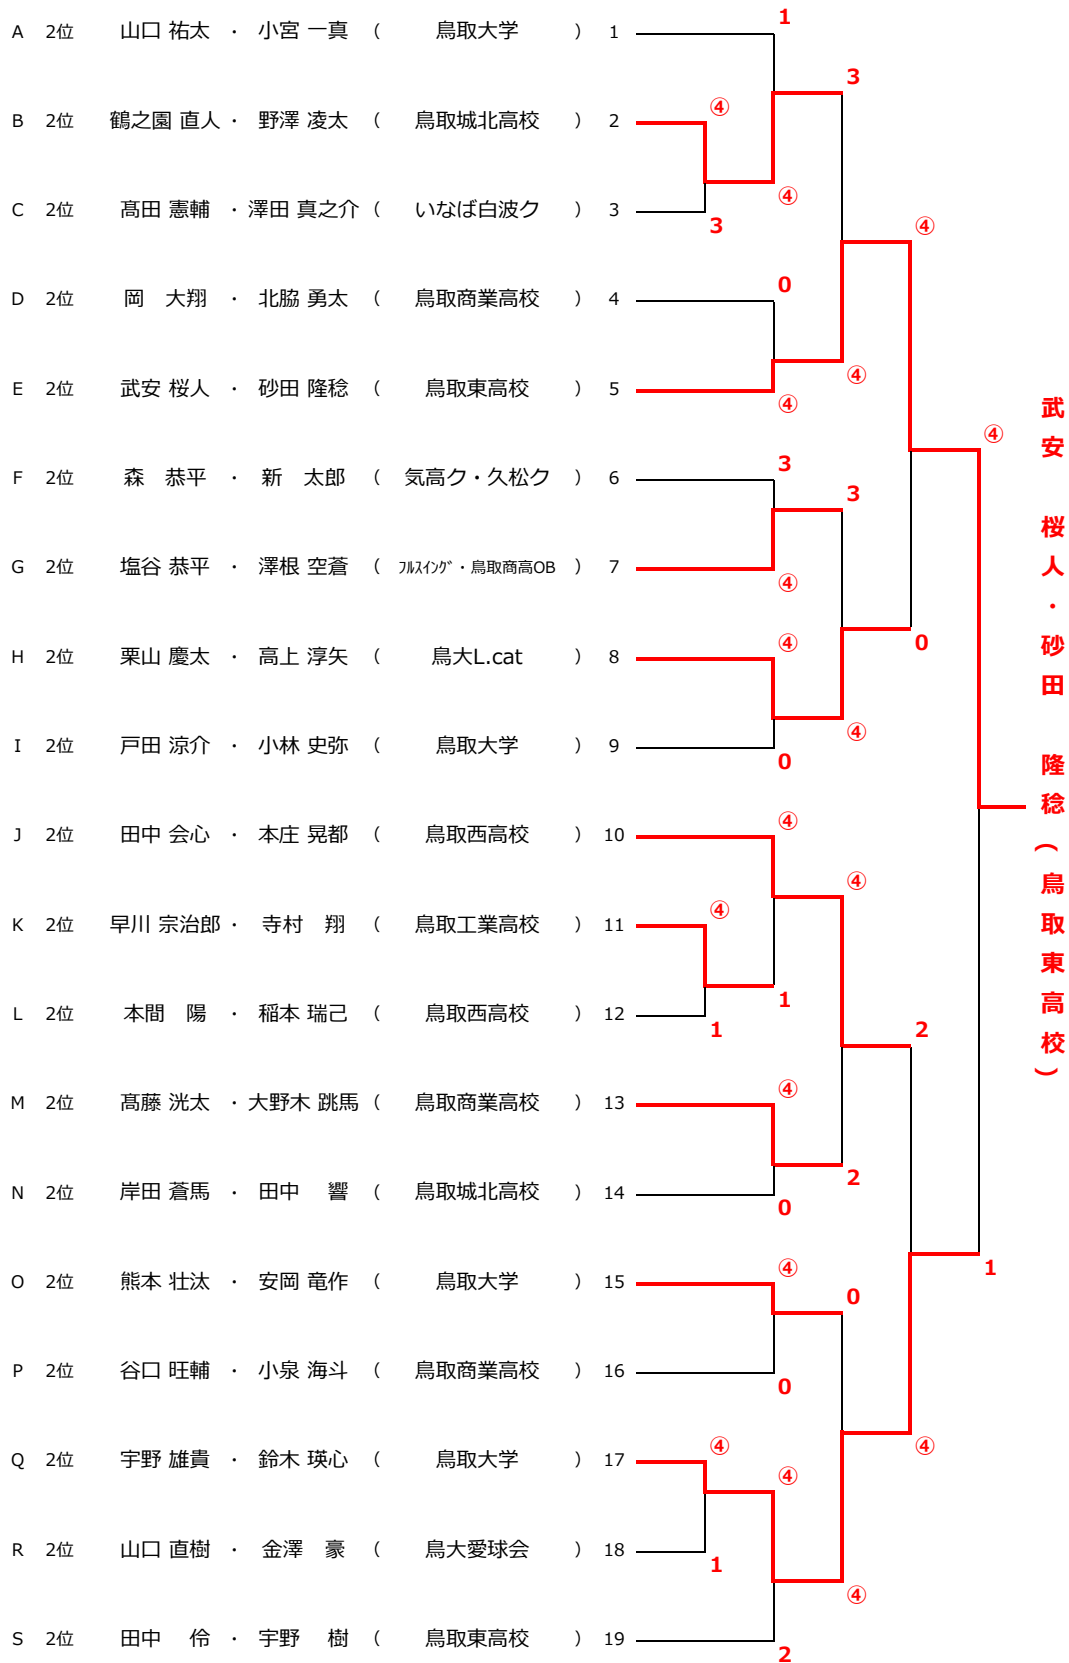 1
A 2位 山口 祐太 ・ 小宮 一真 ( 鳥取大学 ) 1
3
④
B 2位 鶴之園 直人 ・ 野澤 凌太 ( 鳥取城北高校 ) 2
④
C 2位 髙田 憲輔 ・ 澤田 真之介 ( いなば白波ク ) 3
3
④
0
D 2位 岡 大翔 ・ 北脇 勇太 ( 鳥取商業高校 ) 4
④
E 2位 武安 桜人 ・ 砂田 隆稔 ( 鳥取東高校 ) 5
④
④
3
F 2位 森 恭平 ・ 新 太郎 ( 気高ク・久松ク ) 6
3
G 2位 塩谷 恭平 ・ 澤根 空蒼 ( フルスイング・鳥取商高OB ) 7
④
④
0
H 2位 栗山 慶太 ・ 高上 淳矢 ( 鳥大L.cat ) 8
④
I 2位 戸田 涼介 ・ 小林 史弥 ( 鳥取大学 ) 9
0
④
J 2位 田中 会心 ・ 本庄 晃都 ( 鳥取西高校 ) 10
④
④
K 2位 早川 宗治郎 ・ 寺村 翔 ( 鳥取工業高校 ) 11
1
L 2位 本間 陽 ・ 稲本 瑞己 ( 鳥取西高校 ) 12
1
2
④
M 2位 髙藤 洸太 ・ 大野木 跳馬 ( 鳥取商業高校 ) 13
2
N 2位 岸田 蒼馬 ・ 田中 響 ( 鳥取城北高校 ) 14
0
④
1
O 2位 熊本 壮汰 ・ 安岡 竜作 ( 鳥取大学 ) 15
0
P 2位 谷口 旺輔 ・ 小泉 海斗 ( 鳥取商業高校 ) 16
0
④
④
Q 2位 宇野 雄貴 ・ 鈴木 瑛心 ( 鳥取大学 ) 17
④
R 2位 山口 直樹 ・ 金澤 豪 ( 鳥大愛球会 ) 18
1
④
S 2位 田中 伶 ・ 宇野 樹 ( 鳥取東高校 ) 19
2
武安 桜人・砂田 隆稔(鳥取東高校)